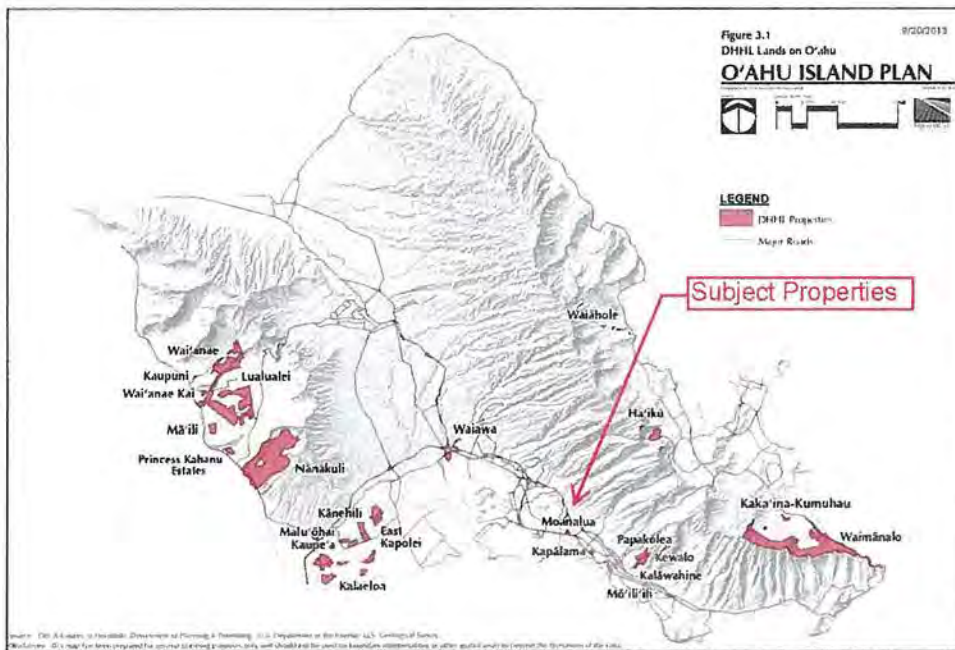 9/20/2013
Figure 3.1
DHHL Lands on O‘ahu
O‘AHU ISLAND PLAN
LEGEND
DHHL Properties
Major Roads
Subject Properties
Waiāhole
Wai‘anae
Kaupuni
Lualualei
Wai‘anae Kai
Mā‘ili
Princess Kahanu
Estates
Nānākuli
Waiawa
Ha‘ikū
Kānehili
Malu‘ōhai
Kaupe‘a
East
Kapolei
Kalaeloa
Moanalua
Kapālama
Papakōlea
Kewalo
Kalāwahine
Mō‘ili‘ili
Kaka‘ina-Kumuhau
Waimānalo